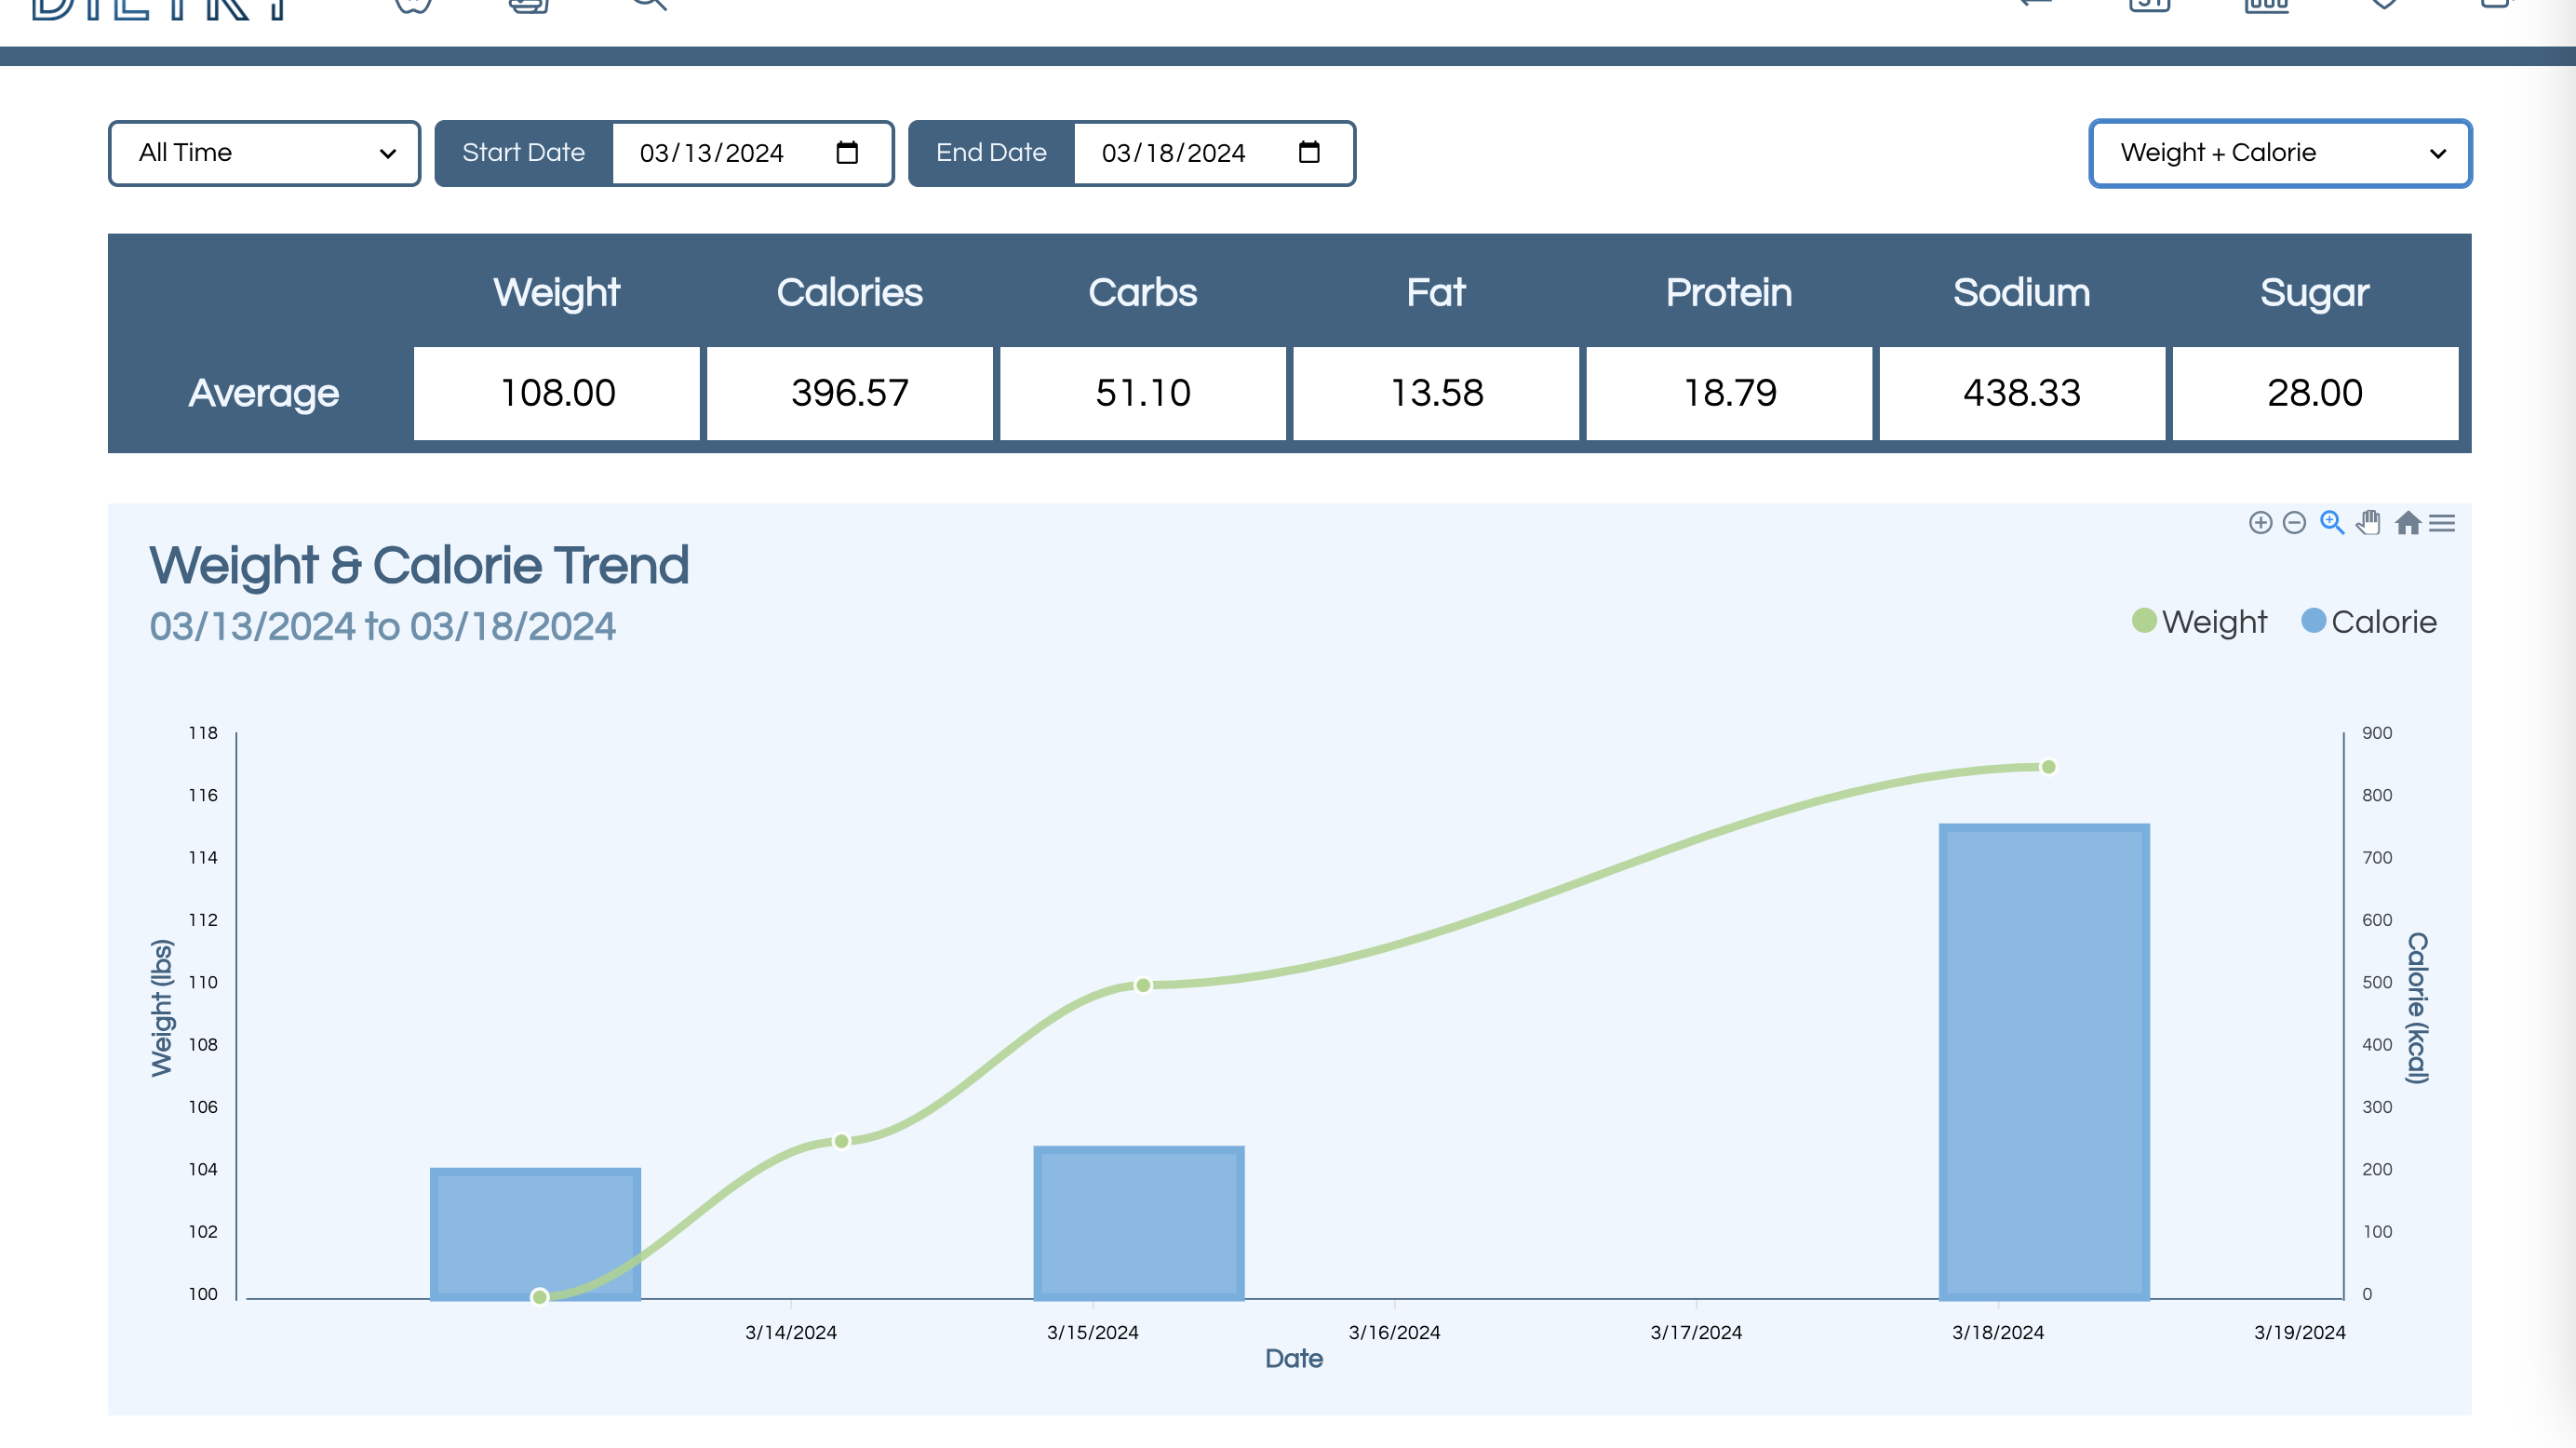 All Time Start Date 03/13/2024 End Date 03/18/2024 Weight + Calorie
Weight Calories Carbs Fat Protein Sodium Sugar
Average 108.00 396.57 51.10 13.58 18.79 438.33 28.00
Weight & Calorie Trend
03/13/2024 to 03/18/2024
Weight Calorie
118 900
116 800
114 700
112 600
110 500
108 400
106 300
104 200
102 100
100 0
Weight (lbs)
Calorie (kcal)
3/14/2024 3/15/2024 3/16/2024 3/17/2024 3/18/2024 3/19/2024
Date